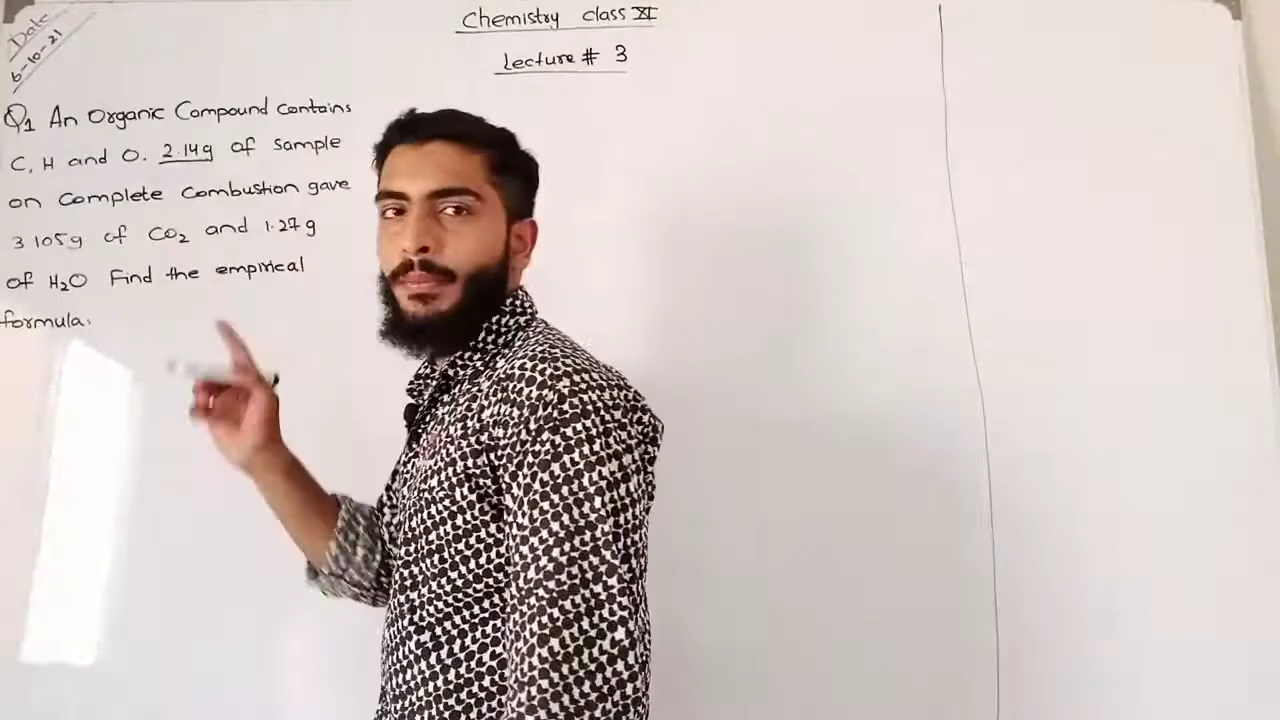 Date
6-10-21
Chemistry class XI
Lecture # 3
Q1 An Organic Compound contains
C, H and O. 2.14g of sample
on complete combustion gave
3.105g of CO₂ and 1.27g
of H₂O Find the empirical
formula.